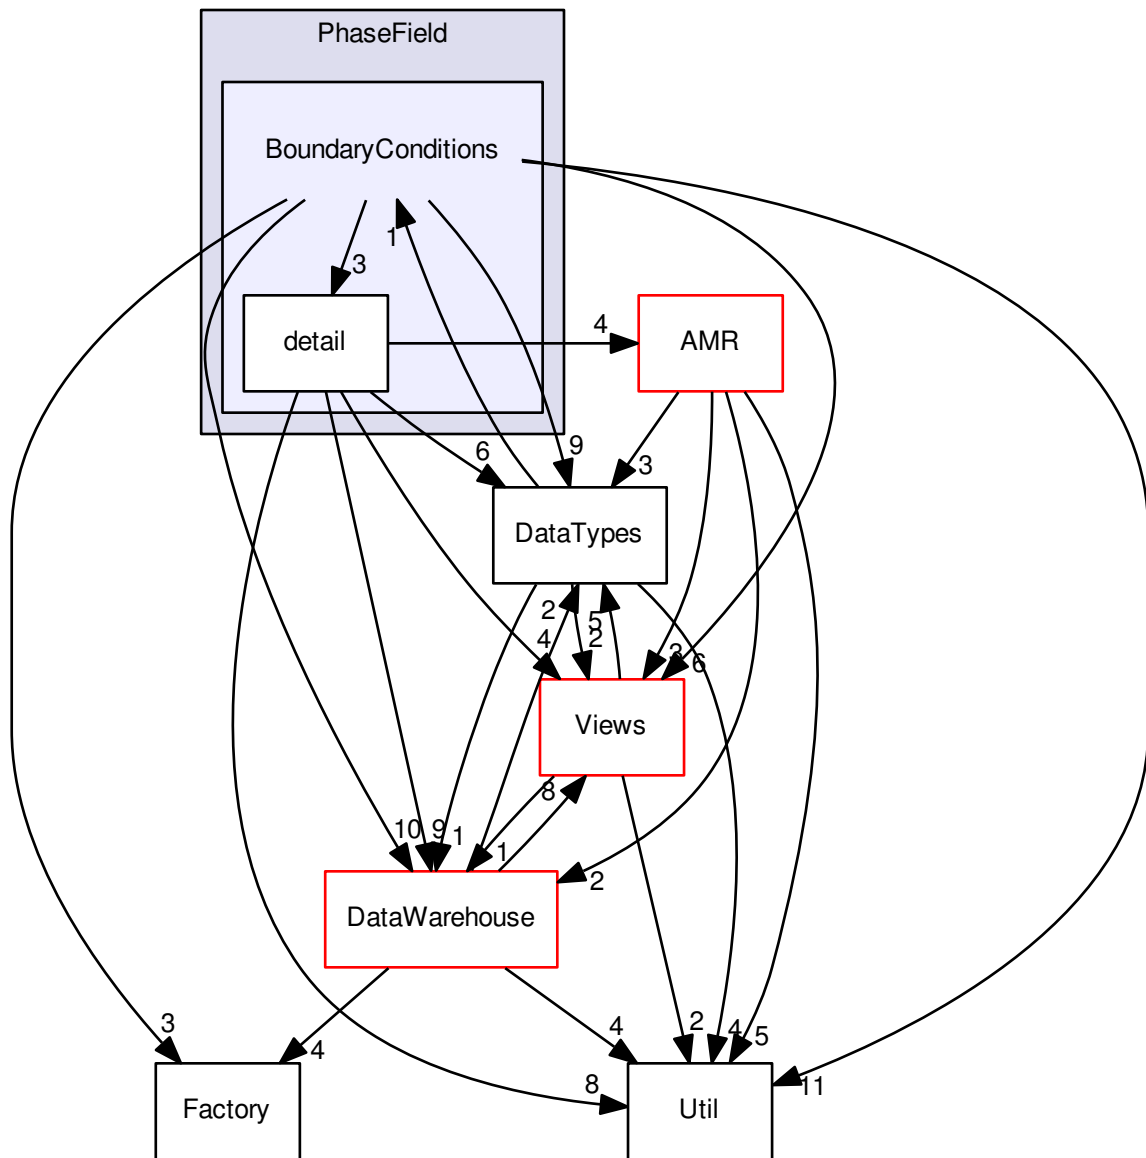 PhaseField
BoundaryConditions
1
3
detail
4
AMR
6
9
3
DataTypes
2
5
4
2
3
6
Views
8
10
9
1
1
2
DataWarehouse
3
4
4
2
4
5
8
11
Factory
Util